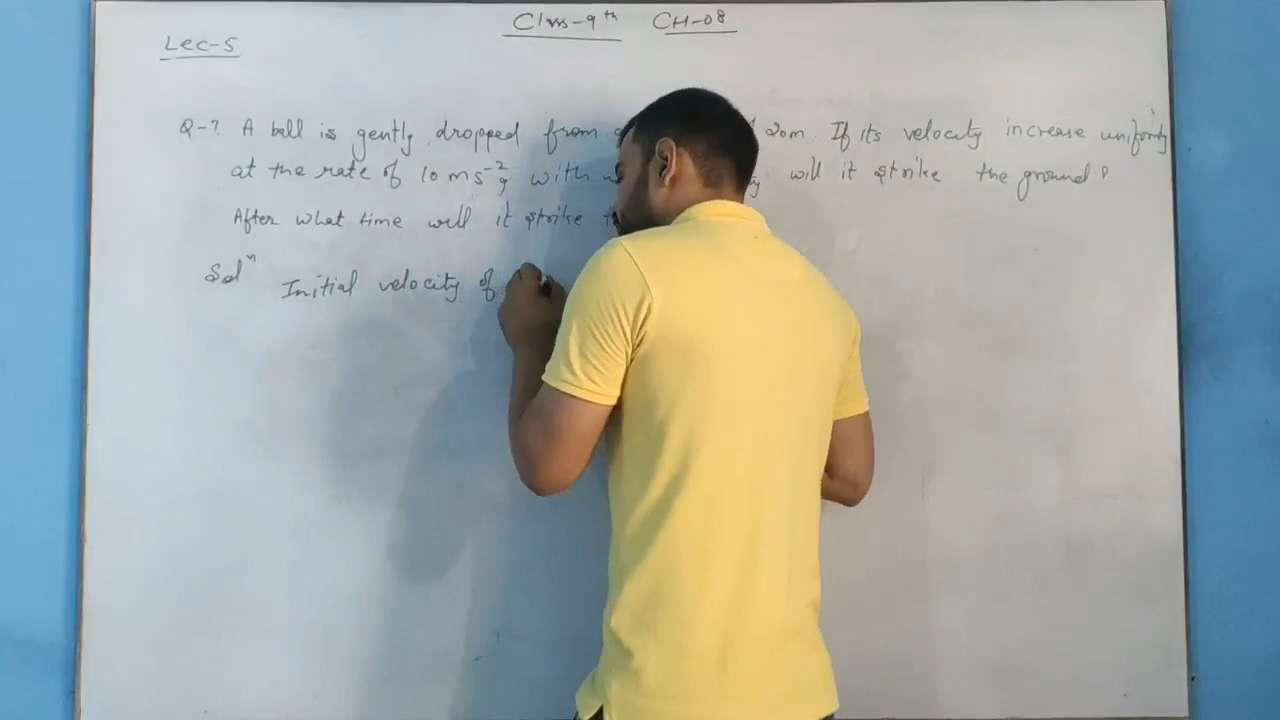 Class-9th CH-08
Lec-5
Q-7 A ball is gently dropped from 20m. If its velocity increase uniformly
at the rate of 10 ms-2, with will it strike the ground?
After what time will it strike
Soln Initial velocity of